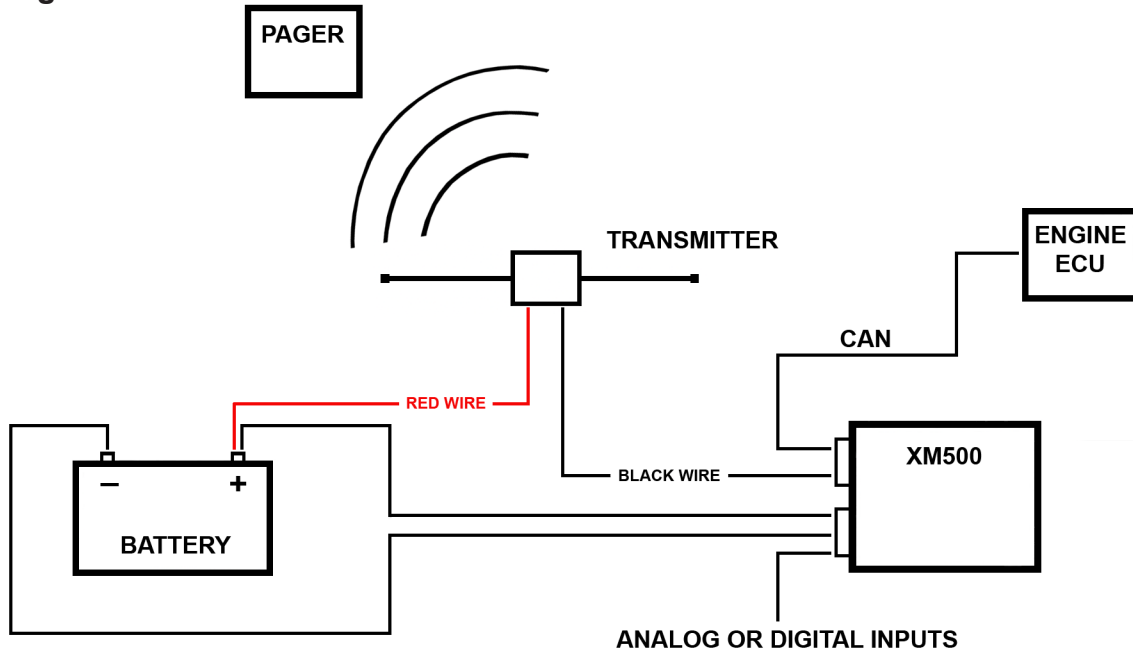 PAGER
TRANSMITTER
ENGINE
ECU
CAN
RED WIRE
XM500
BLACK WIRE
–
+
BATTERY
ANALOG OR DIGITAL INPUTS